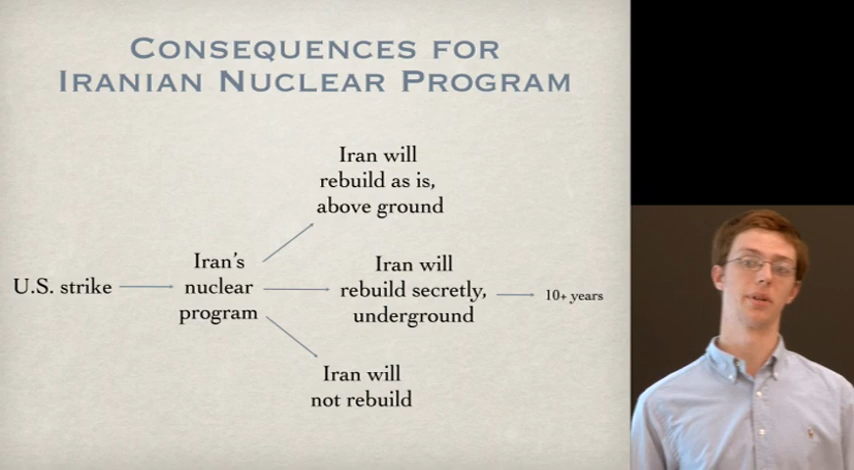 CONSEQUENCES FOR
IRANIAN NUCLEAR PROGRAM
Iran will
rebuild as is,
above ground
U.S. strike
Iran's
nuclear
program
Iran will
rebuild secretly,
underground
10+ years
Iran will
not rebuild